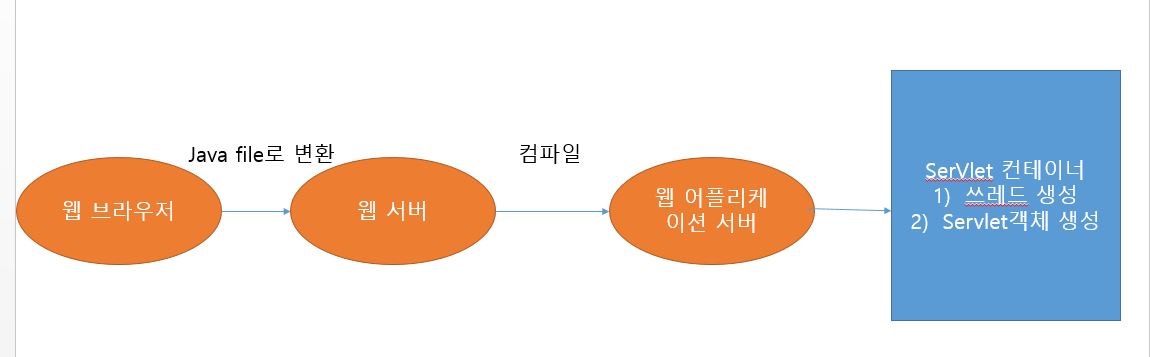 Java file로 변환
컴파일
웹 브라우저
웹 서버
웹 어플리케
이션 서버
SerVlet 컨테이너
1) 쓰레드 생성
2) Servlet객체 생성